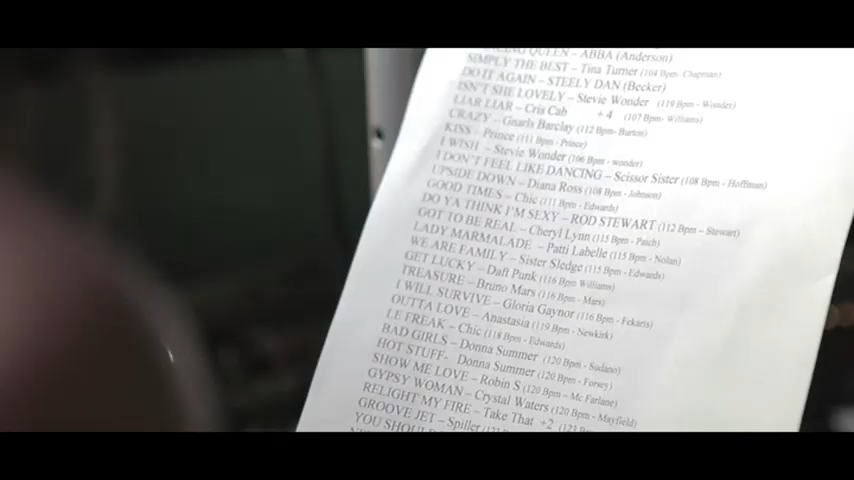 QUEEN – ABBA (Anderson)
SIMPLY THE BEST – Tina Turner (104 Bpm- Chapman)
DO IT AGAIN – STEELY DAN (Becker)
ISN'T SHE LOVELY – Stevie Wonder (119 Bpm - Wonder)
LIAR LIAR – Cris Cab +4 (107 Bpm- Williams)
CRAZY – Gnarls Barclay (112 Bpm- Burton)
KISS – Prince (111 Bpm - Prince)
I WISH – Stevie Wonder (106 Bpm - wonder)
I DON'T FEEL LIKE DANCING – Scissor Sister (108 Bpm - Hoffman)
UPSIDE DOWN – Diana Ross (108 Bpm - Johnson)
GOOD TIMES – Chic (111 Bpm - Edwards)
DO YA THINK I'M SEXY – ROD STEWART (112 Bpm – Stewart)
GOT TO BE REAL – Cheryl Lynn (115 Bpm - Paich)
LADY MARMALADE – Patti Labelle (115 Bpm - Nolan)
WE ARE FAMILY – Sister Sledge (115 Bpm - Edwards)
GET LUCKY – Daft Punk (116 Bpm Williams)
TREASURE – Bruno Mars (116 Bpm - Mars)
I WILL SURVIVE – Gloria Gaynor (116 Bpm - Fekaris)
OUTTA LOVE – Anastasia (119 Bpm - Newkirk)
LE FREAK – Chic (118 Bpm - Edwards)
BAD GIRLS – Donna Summer (120 Bpm - Sudano)
HOT STUFF- Donna Summer (120 Bpm - Forsey)
SHOW ME LOVE – Robin S (120 Bpm - Mc Farlane)
GYPSY WOMAN – Crystal Waters (120 Bpm - Mayfield)
RELIGHT MY FIRE – Take That +2
GROOVE JET – Spiller
YOU